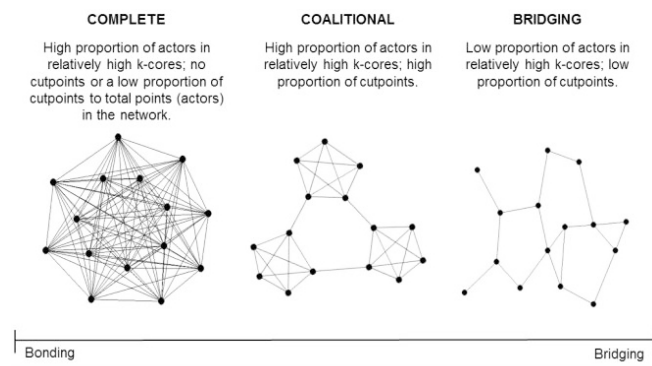 COMPLETE
High proportion of actors in
relatively high k-cores; no
cutpoints or a low proportion of
cutpoints to total points (actors)
in the network.
COALITIONAL
High proportion of actors in
relatively high k-cores; high
proportion of cutpoints.
BRIDGING
Low proportion of actors in
relatively high k-cores; low
proportion of cutpoints.
Bonding
Bridging